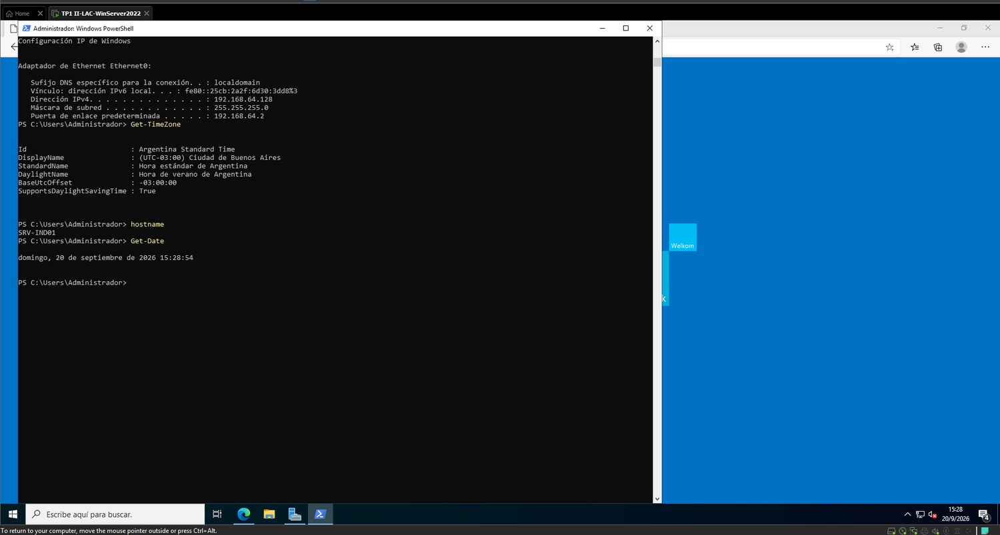 Home
TP1 II-LAC-WinServer2022
Administrador: Windows PowerShell
Configuración IP de Windows
Adaptador de Ethernet Ethernet0:
Sufijo DNS específico para la conexión. . : localdomain
Vínculo: dirección IPv6 local. . . : fe80::25cb:2a2f:6d30:3dd8%3
Dirección IPv4. . . . . . . . . . . . . . : 192.168.64.128
Máscara de subred . . . . . . . . . . . . : 255.255.255.0
Puerta de enlace predeterminada . . . . . : 192.168.64.2
PS C:\Users\Administrador> Get-TimeZone
Id                         : Argentina Standard Time
DisplayName                : (UTC-03:00) Ciudad de Buenos Aires
StandardName               : Hora estándar de Argentina
DaylightName               : Hora de verano de Argentina
BaseUtcOffset              : -03:00:00
SupportsDaylightSavingTime : True
PS C:\Users\Administrador> hostname
SRV-IND01
PS C:\Users\Administrador> Get-Date
domingo, 20 de septiembre de 2026 15:28:54
PS C:\Users\Administrador>
Welkom
k
Escribe aquí para buscar.
15:28
20/9/2026
4
To return to your computer, move the mouse pointer outside or press Ctrl+Alt.